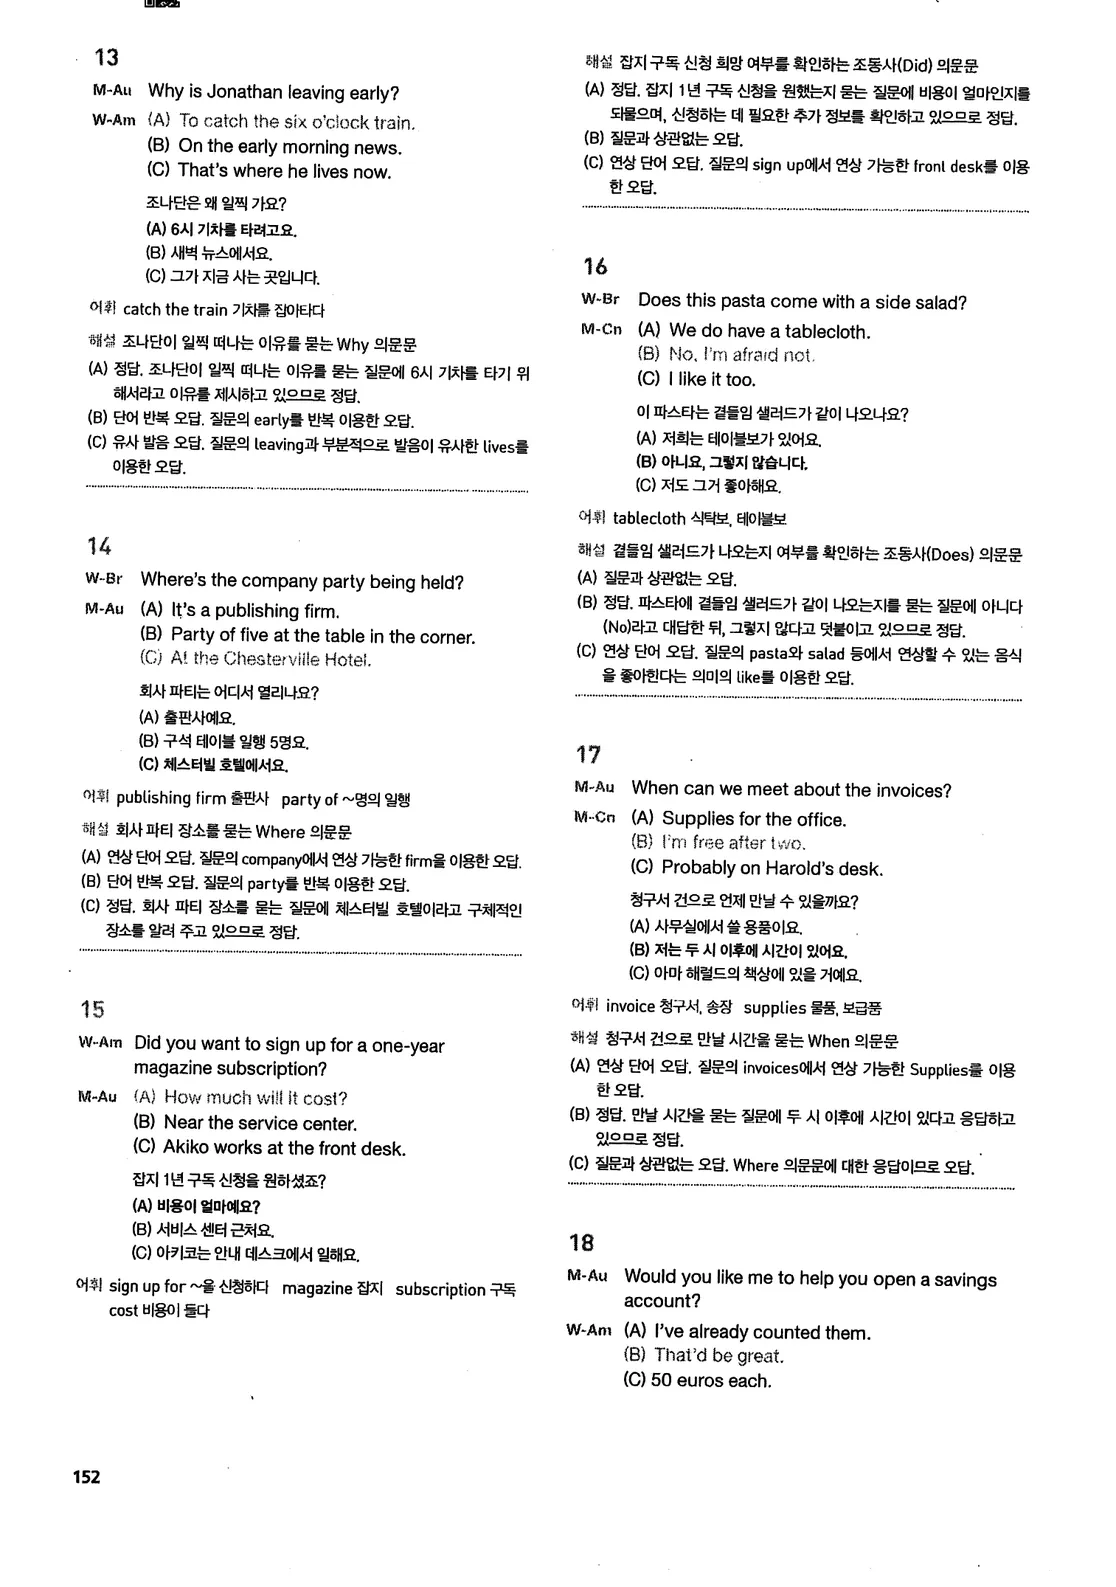 13
M-Au Why is Jonathan leaving early?
W-Am (A) To catch the six o'clock train.
(B) On the early morning news.
(C) That's where he lives now.
조나단은 왜 일찍 가요?
(A) 6시 기차를 타려고요.
(B) 새벽 뉴스에서요.
(C) 그가 지금 사는 곳입니다.
어휘 catch the train 기차를 잡아타다
해설 조나단이 일찍 떠나는 이유를 묻는 Why 의문문
(A) 정답. 조나단이 일찍 떠나는 이유를 묻는 질문에 6시 기차를 타기 위
해서라고 이유를 제시하고 있으므로 정답.
(B) 단어 반복 오답. 질문의 early를 반복 이용한 오답.
(C) 유사 발음 오답. 질문의 leaving과 부분적으로 발음이 유사한 lives를
이용한 오답.
14
W-Br Where's the company party being held?
M-Au (A) It's a publishing firm.
(B) Party of five at the table in the corner.
(C) At the Chesterville Hotel.
회사 파티는 어디서 열리나요?
(A) 출판사예요.
(B) 구석 테이블 일행 5명요.
(C) 체스터빌 호텔에서요.
어휘 publishing firm 출판사 party of ~명의 일행
해설 회사 파티 장소를 묻는 Where 의문문
(A) 연상 단어 오답. 질문의 company에서 연상 가능한 firm을 이용한 오답.
(B) 단어 반복 오답. 질문의 party를 반복 이용한 오답.
(C) 정답. 회사 파티 장소를 묻는 질문에 체스터빌 호텔이라고 구체적인
장소를 알려 주고 있으므로 정답.
15
W-Am Did you want to sign up for a one-year
magazine subscription?
M-Au (A) How much will it cost?
(B) Near the service center.
(C) Akiko works at the front desk.
잡지 1년 구독 신청을 원하셨죠?
(A) 비용이 얼마예요?
(B) 서비스 센터 근처요.
(C) 아키코는 안내 데스크에서 일해요.
어휘 sign up for ~을 신청하다 magazine 잡지 subscription 구독
cost 비용이 들다
152
해설 잡지 구독 신청 희망 여부를 확인하는 조동사(Did) 의문문
(A) 정답. 잡지 1년 구독 신청을 원했는지 묻는 질문에 비용이 얼마인지를
되물으며, 신청하는 데 필요한 추가 정보를 확인하고 있으므로 정답.
(B) 질문과 상관없는 오답.
(C) 연상 단어 오답. 질문의 sign up에서 연상 가능한 front desk를 이용
한 오답.
16
W-Br Does this pasta come with a side salad?
M-Cn (A) We do have a tablecloth.
(B) No, I'm afraid not.
(C) I like it too.
이 파스타는 곁들임 샐러드가 같이 나오나요?
(A) 저희는 테이블보가 있어요.
(B) 아니요, 그렇지 않습니다.
(C) 저도 그거 좋아해요.
어휘 tablecloth 식탁보, 테이블보
해설 곁들임 샐러드가 나오는지 여부를 확인하는 조동사(Does) 의문문
(A) 질문과 상관없는 오답.
(B) 정답. 파스타에 곁들임 샐러드가 같이 나오는지를 묻는 질문에 아니다
(No)라고 대답한 뒤, 그렇지 않다고 덧붙이고 있으므로 정답.
(C) 연상 단어 오답. 질문의 pasta와 salad 등에서 연상할 수 있는 음식
을 좋아한다는 의미의 like를 이용한 오답.
17
M-Au When can we meet about the invoices?
M-Cn (A) Supplies for the office.
(B) I'm free after two.
(C) Probably on Harold's desk.
청구서 건으로 언제 만날 수 있을까요?
(A) 사무실에서 쓸 용품이요.
(B) 저는 두 시 이후에 시간이 있어요.
(C) 아마 해럴드의 책상에 있을 거예요.
어휘 invoice 청구서, 송장 supplies 물품, 보급품
해설 청구서 건으로 만날 시간을 묻는 When 의문문
(A) 연상 단어 오답. 질문의 invoices에서 연상 가능한 Supplies를 이용
한 오답.
(B) 정답. 만날 시간을 묻는 질문에 두 시 이후에 시간이 있다고 응답하고
있으므로 정답.
(C) 질문과 상관없는 오답. Where 의문문에 대한 응답이므로 오답.
18
M-Au Would you like me to help you open a savings
account?
W-Am (A) I've already counted them.
(B) That'd be great.
(C) 50 euros each.